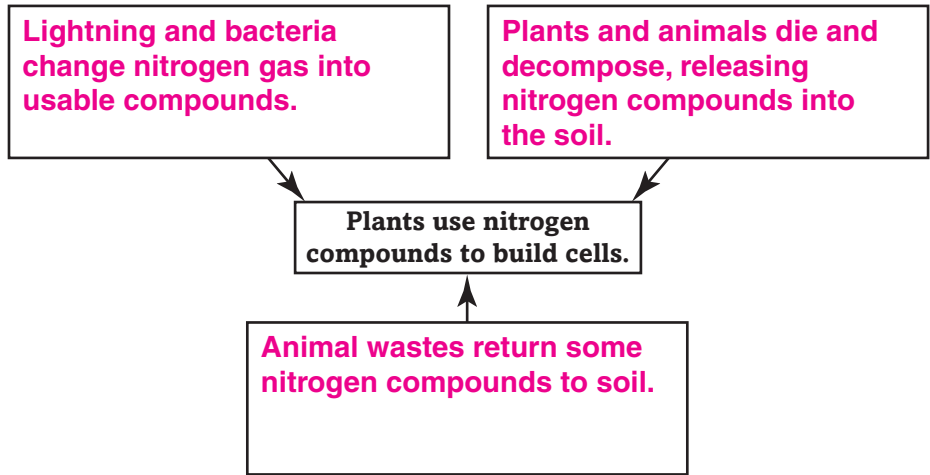 Lightning and bacteria
change nitrogen gas into
usable compounds.
Plants and animals die and
decompose, releasing
nitrogen compounds into
the soil.
Plants use nitrogen
compounds to build cells.
Animal wastes return some
nitrogen compounds to soil.